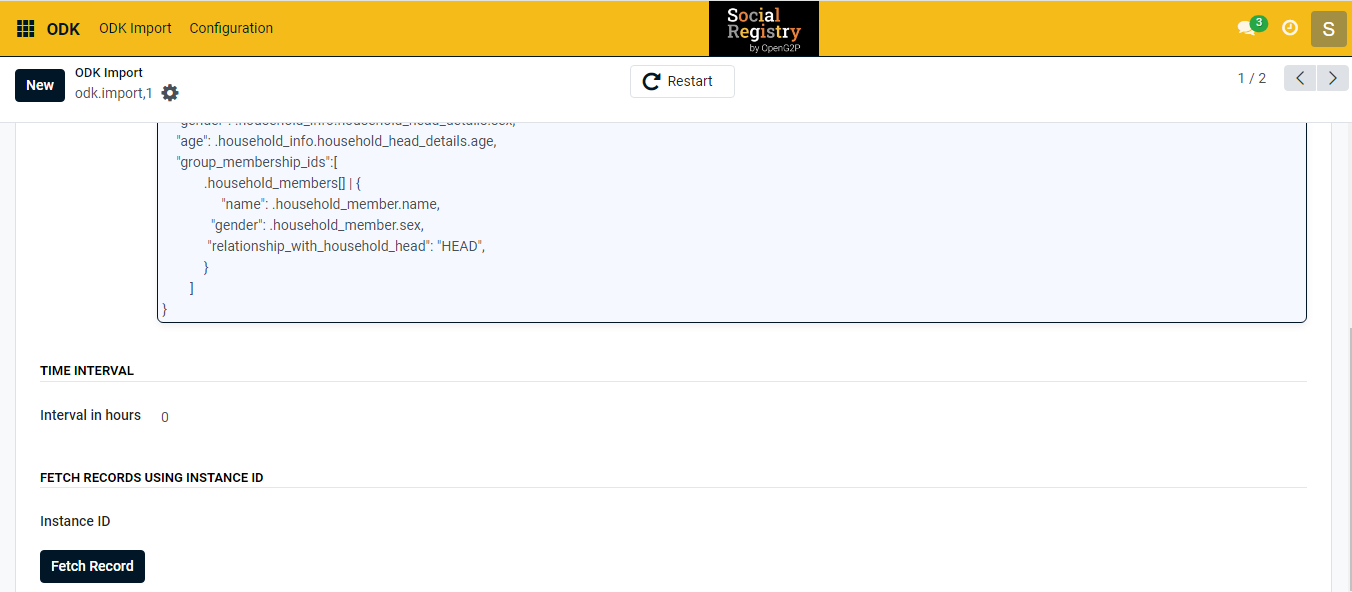 ODK ODK Import Configuration
Social
Registry
by OpenG2P
3
S
New
ODK Import
odk.import,1
Restart
1 / 2
"gender": .household_info.household_head_details.sex,
"age": .household_info.household_head_details.age,
"group_membership_ids":[
.household_members[] | {
"name": .household_member.name,
"gender": .household_member.sex,
"relationship_with_household_head": "HEAD",
}
]
}
TIME INTERVAL
Interval in hours 0
FETCH RECORDS USING INSTANCE ID
Instance ID
Fetch Record